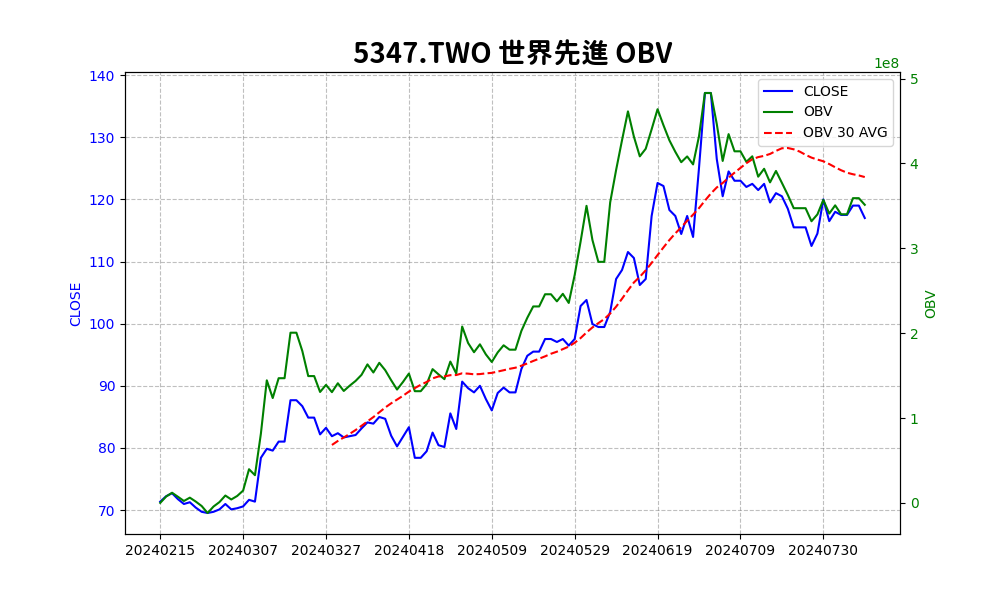 5347.TWO 世界先進 OBV
1e8
CLOSE
OBV
OBV 30 AVG
140
130
120
110
100
90
80
70
CLOSE
5
4
3
2
1
0
OBV
20240215 20240307 20240327 20240418 20240509 20240529 20240619 20240709 20240730